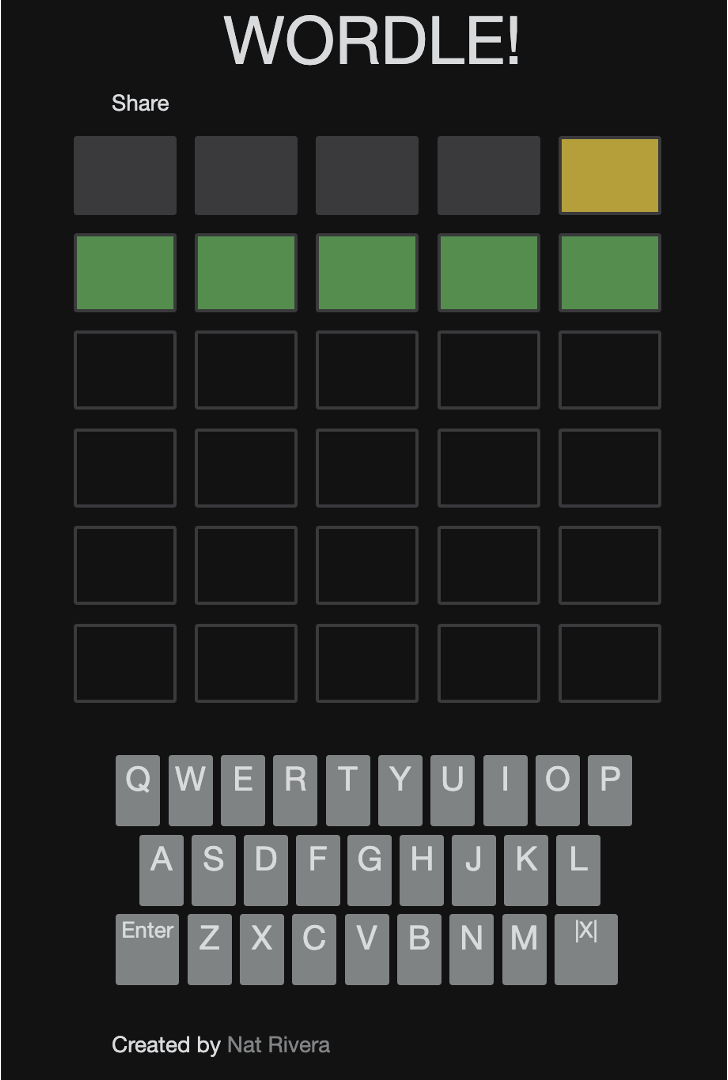 WORDLE!
Share
Q W E R T Y U I O P
A S D F G H J K L
Enter Z X C V B N M |X|
Created by Nat Rivera